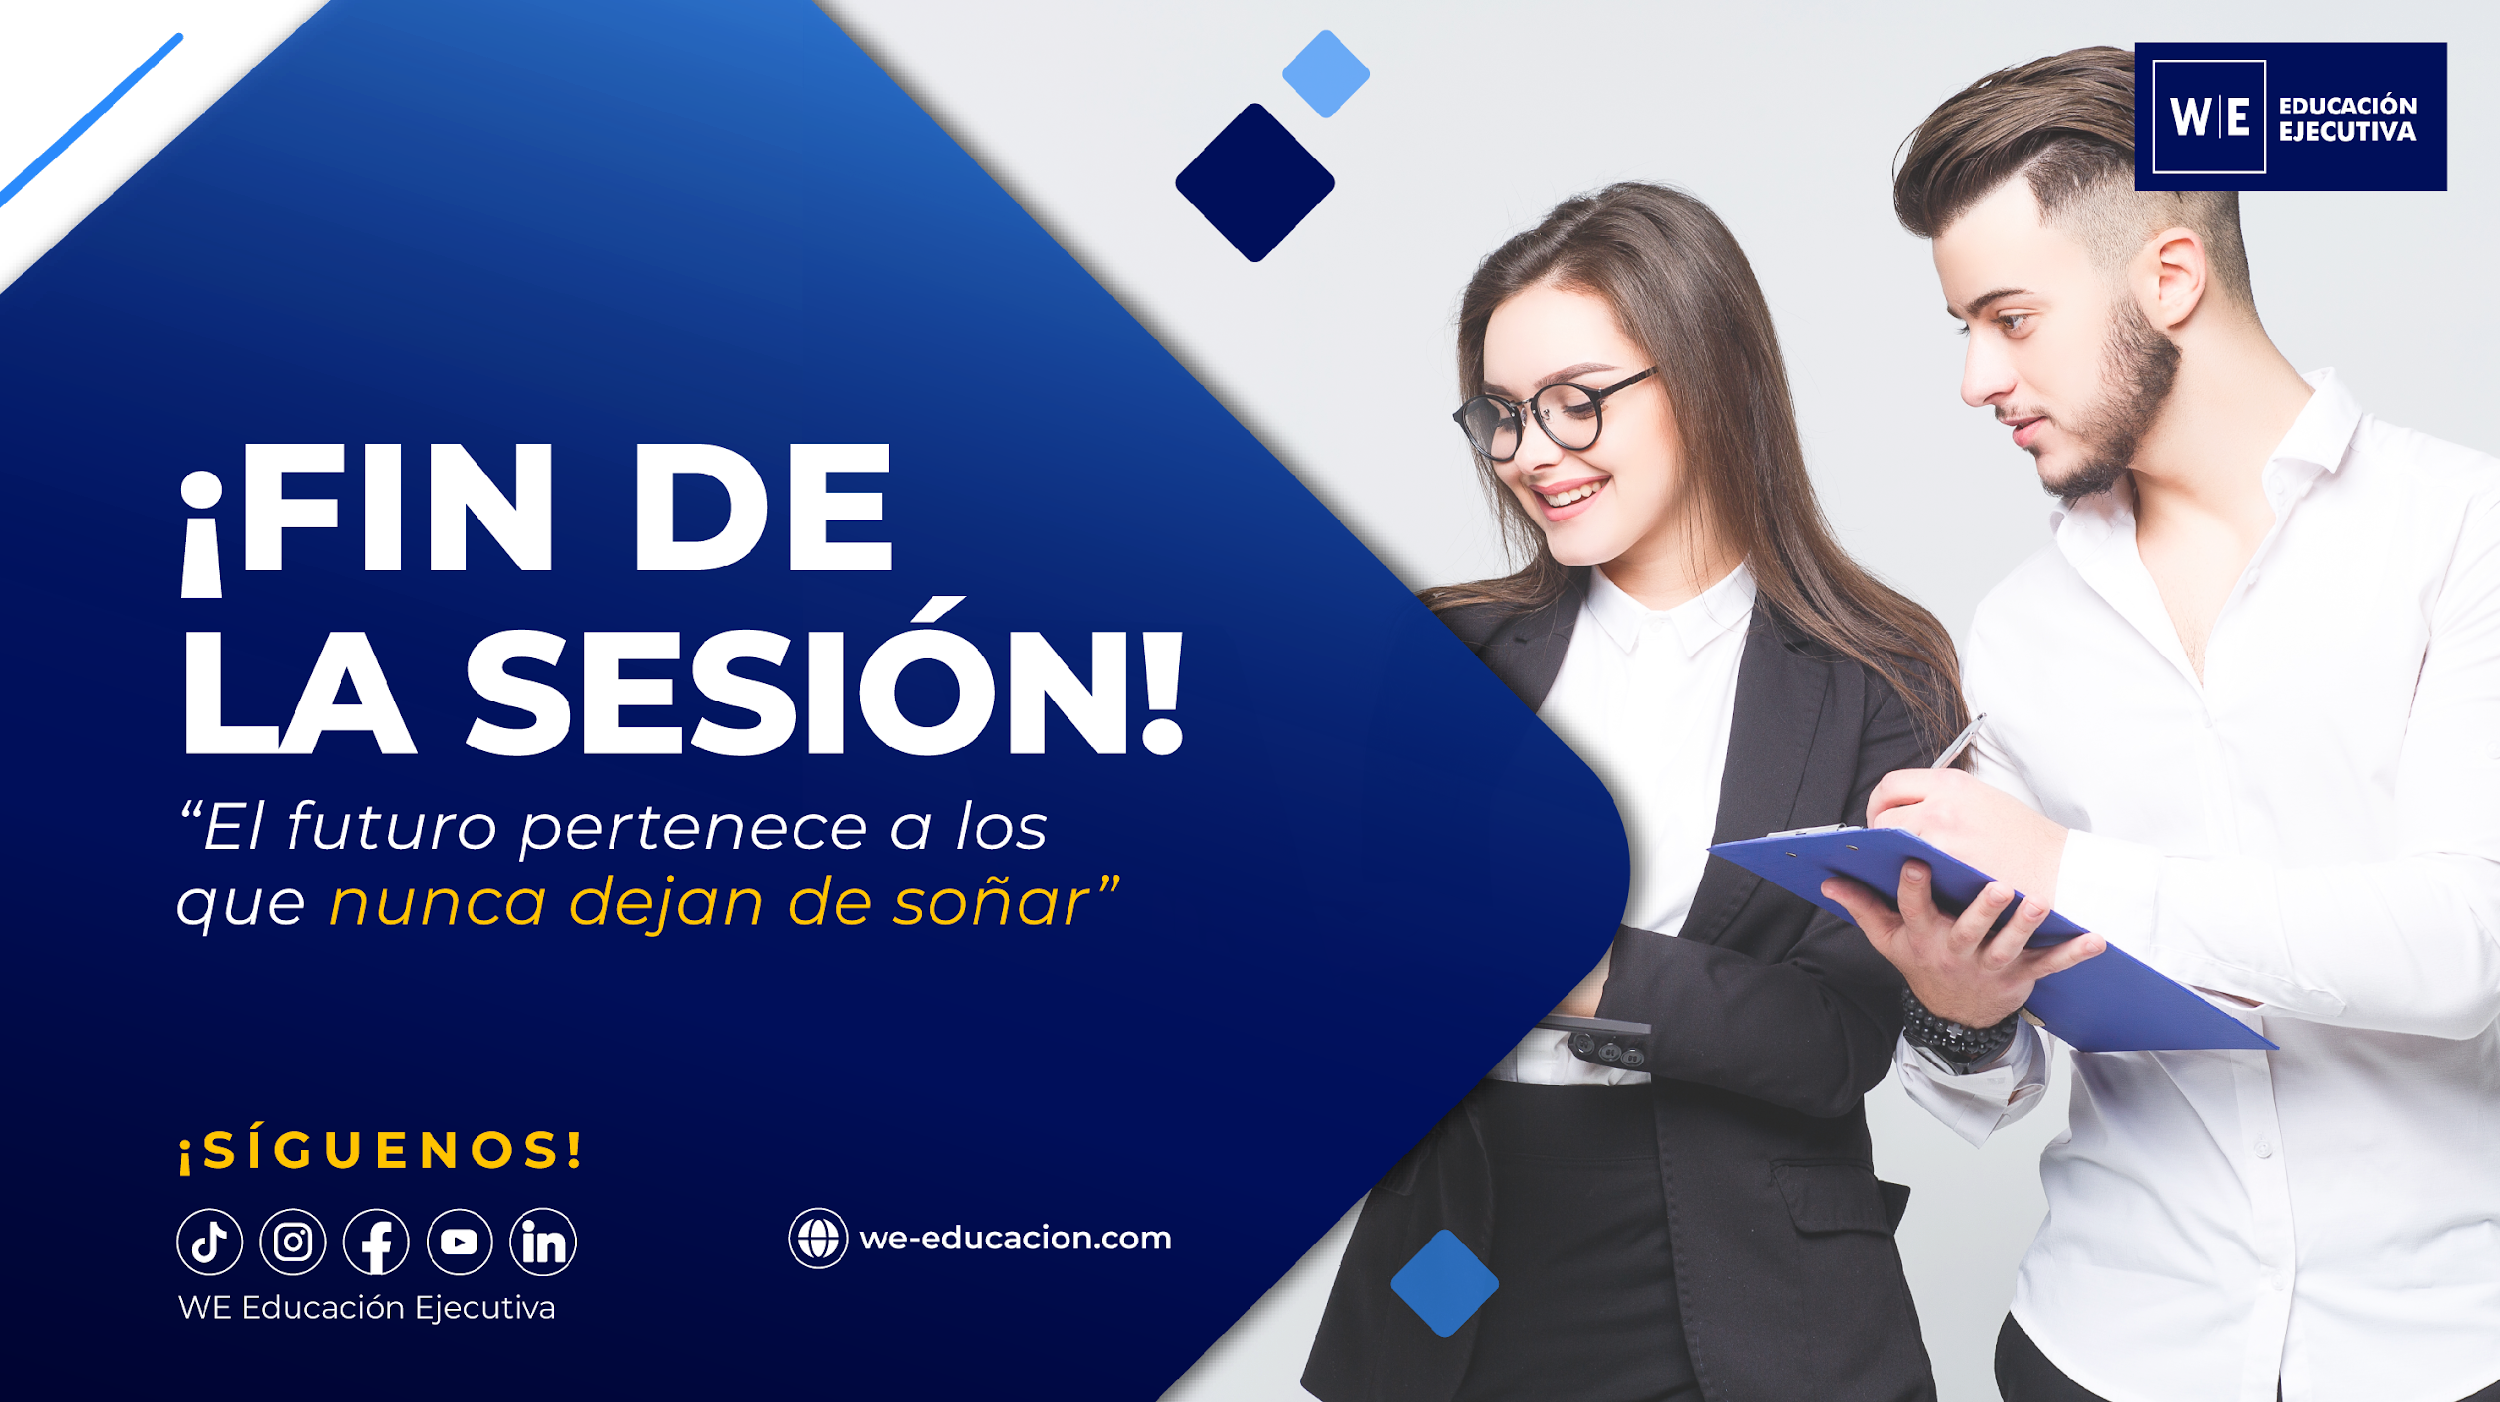 W|E EDUCACIÓN
EJECUTIVA
¡FIN DE
LA SESIÓN!
“El futuro pertenece a los
que nunca dejan de soñar”
¡SÍGUENOS!
we-educacion.com
WE Educación Ejecutiva